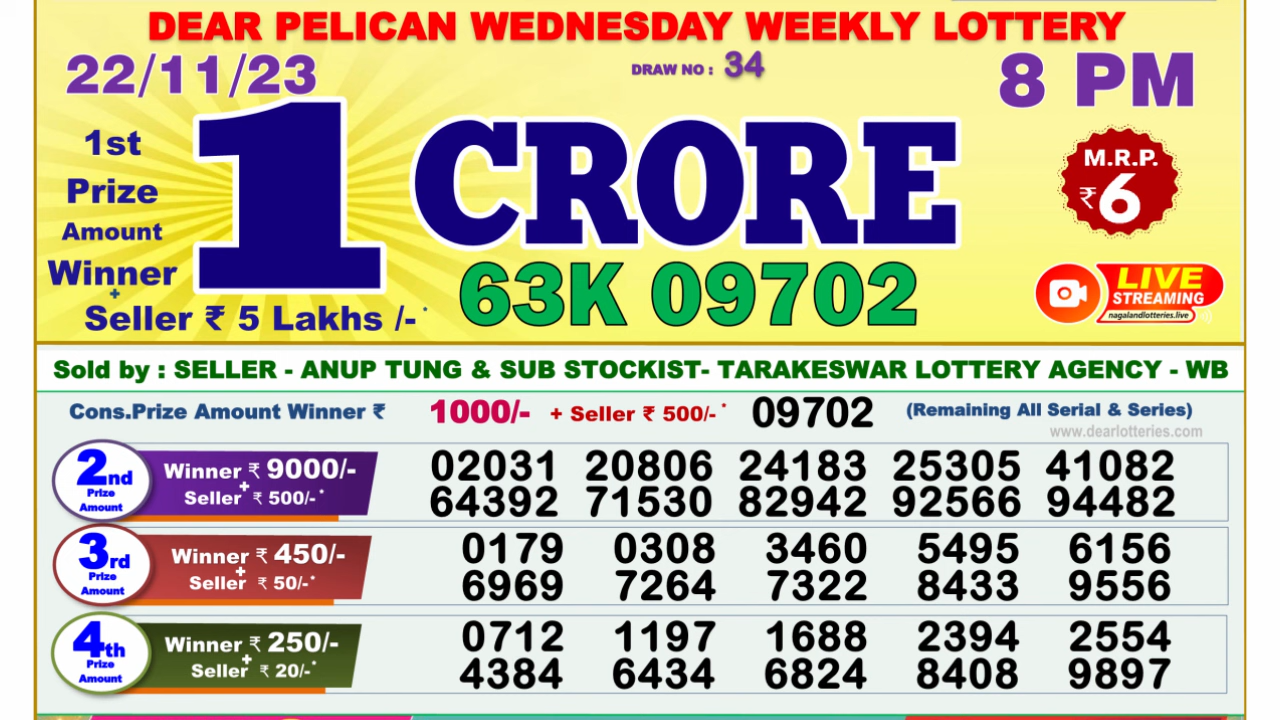 DEAR PELICAN WEDNESDAY WEEKLY LOTTERY
22/11/23
DRAW NO : 34
8 PM
1st
Prize
Amount
Winner
+
Seller ₹ 5 Lakhs /- *
1 CRORE
63K 09702
M.R.P.
₹ 6
LIVE
STREAMING
nagalandlotteries.live
Sold by : SELLER - ANUP TUNG & SUB STOCKIST- TARAKESWAR LOTTERY AGENCY - WB
Cons.Prize Amount Winner ₹ 1000/- + Seller ₹ 500/- * 09702 (Remaining All Serial & Series)
www.dearlotteries.com
2nd
Prize
Amount
Winner ₹ 9000/-
+
Seller ₹ 500/- *
02031 20806 24183 25305 41082
64392 71530 82942 92566 94482
3rd
Prize
Amount
Winner ₹ 450/-
+
Seller ₹ 50/- *
0179 0308 3460 5495 6156
6969 7264 7322 8433 9556
4th
Prize
Amount
Winner ₹ 250/-
+
Seller ₹ 20/- *
0712 1197 1688 2394 2554
4384 6434 6824 8408 9897